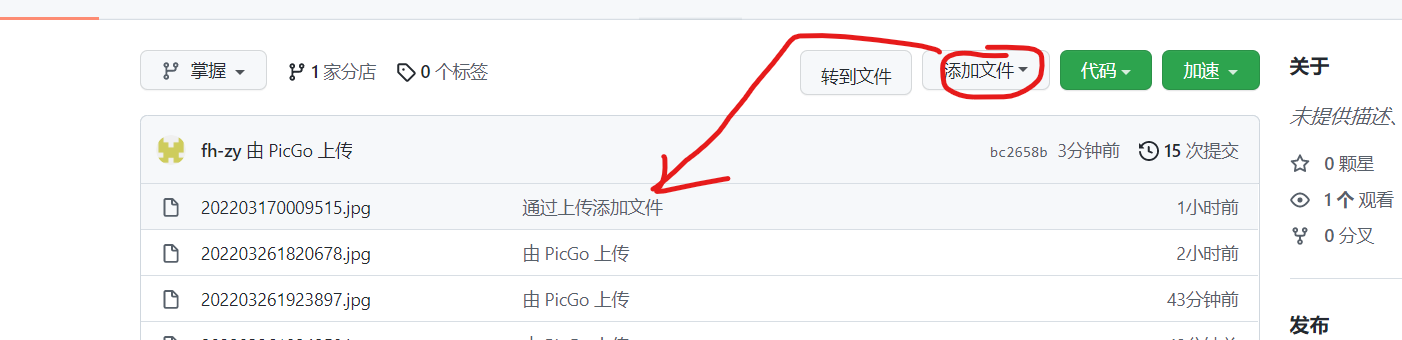 掌握
1 家分店
0 个标签
转到文件
添加文件
代码
加速
关于
未提供描述、
fh-zy 由 PicGo 上传
bc2658b 3分钟前
15 次提交
0 颗星
1 个 观看
0 分叉
202203170009515.jpg 通过上传添加文件 1小时前
202203261820678.jpg 由 PicGo 上传 2小时前
202203261923897.jpg 由 PicGo 上传 43分钟前
发布